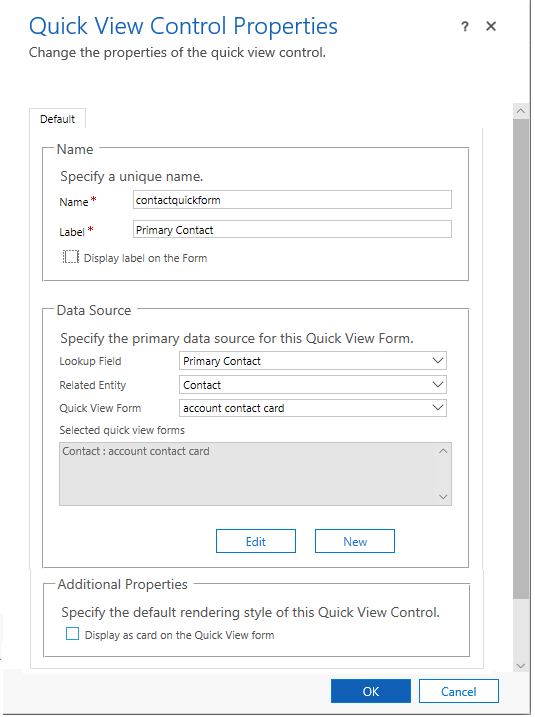 Quick View Control Properties
? ✕
Change the properties of the quick view control.
Default
Name
Specify a unique name.
Name * contactquickform
Label * Primary Contact
Display label on the Form
Data Source
Specify the primary data source for this Quick View Form.
Lookup Field Primary Contact
Related Entity Contact
Quick View Form account contact card
Selected quick view forms
Contact : account contact card
Edit New
Additional Properties
Specify the default rendering style of this Quick View Control.
Display as card on the Quick View form
OK Cancel